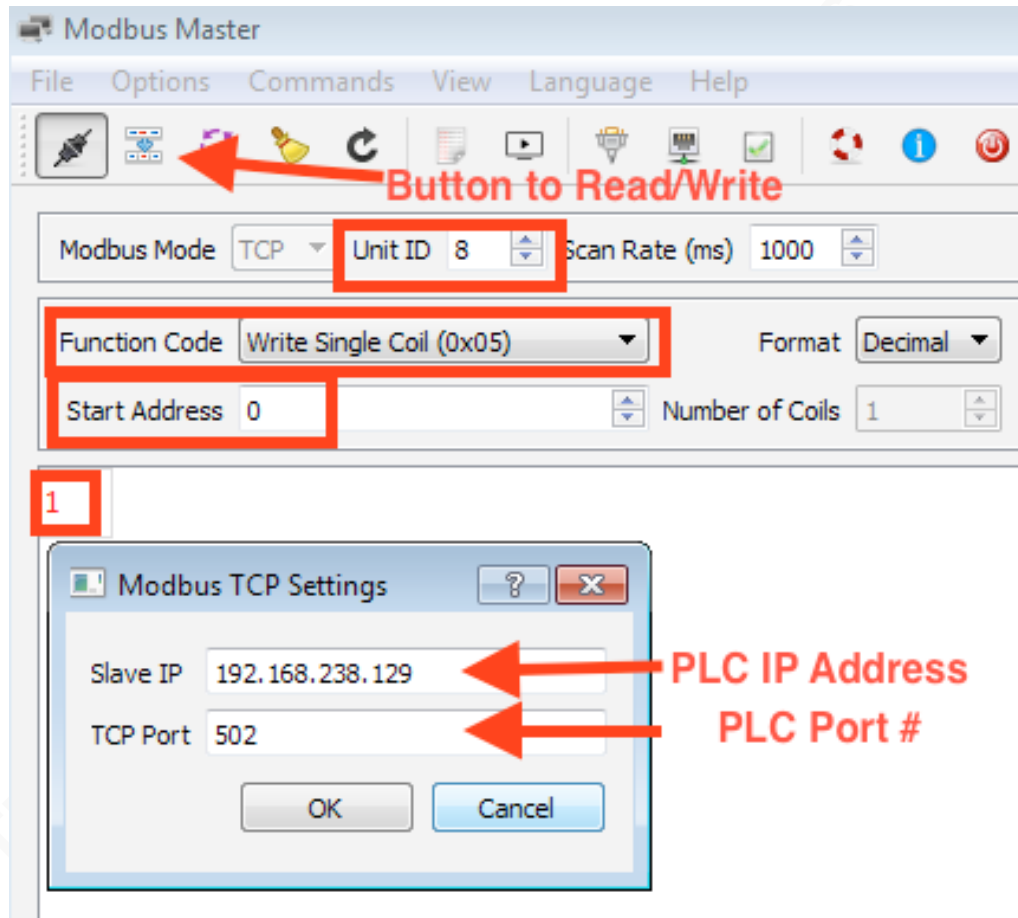 Modbus Master
File Options Commands View Language Help
Button to Read/Write
Modbus Mode TCP Unit ID 8 Scan Rate (ms) 1000
Function Code Write Single Coil (0x05) Format Decimal
Start Address 0 Number of Coils 1
1
Modbus TCP Settings
Slave IP 192.168.238.129 PLC IP Address
TCP Port 502 PLC Port #
OK Cancel